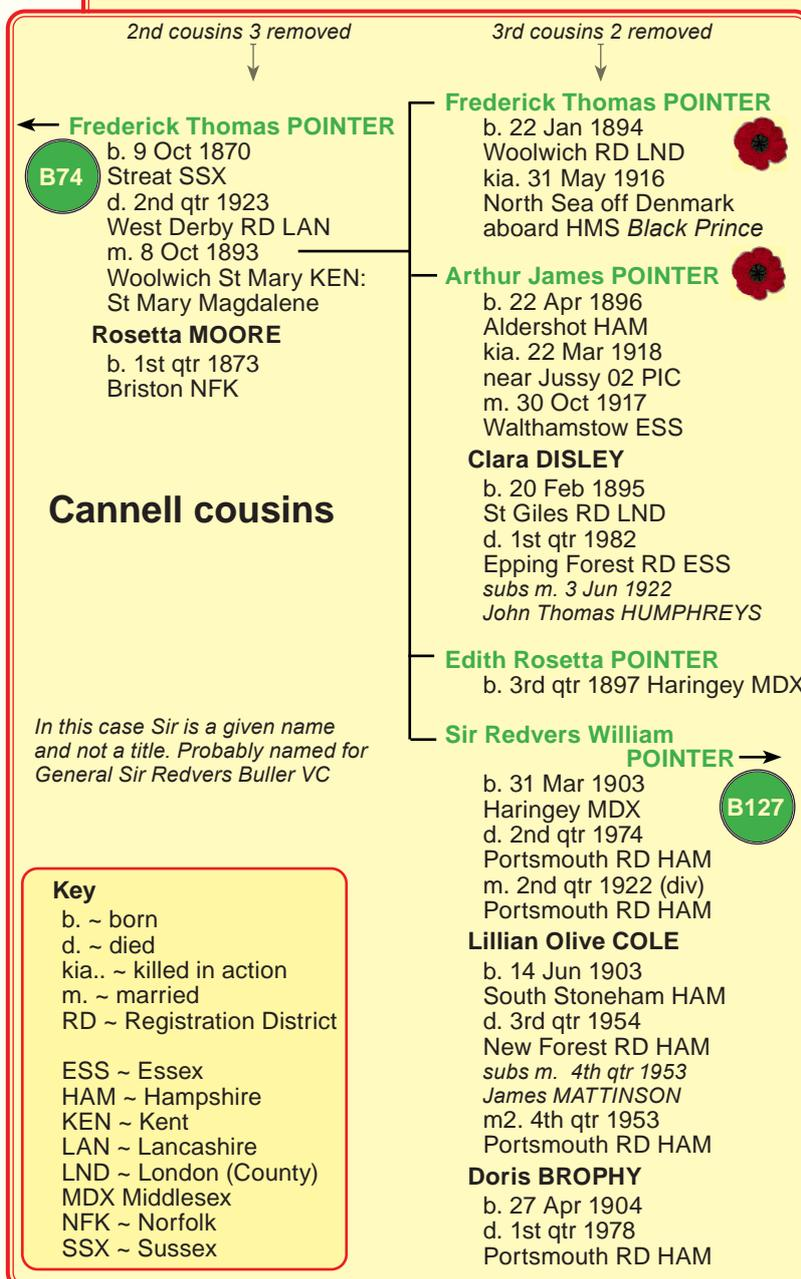 2nd cousins 3 removed
3rd cousins 2 removed
Frederick Thomas POINTER
B74
b. 9 Oct 1870
Streat SSX
d. 2nd qtr 1923
West Derby RD LAN
m. 8 Oct 1893
Woolwich St Mary KEN:
St Mary Magdalene
Rosetta MOORE
b. 1st qtr 1873
Briston NFK
Cannell cousins
In this case Sir is a given name
and not a title. Probably named for
General Sir Redvers Buller VC
Key
b. ~ born
d. ~ died
kia.. ~ killed in action
m. ~ married
RD ~ Registration District
ESS ~ Essex
HAM ~ Hampshire
KEN ~ Kent
LAN ~ Lancashire
LND ~ London (County)
MDX Middlesex
NFK ~ Norfolk
SSX ~ Sussex
Frederick Thomas POINTER
b. 22 Jan 1894
Woolwich RD LND
kia. 31 May 1916
North Sea off Denmark
aboard HMS Black Prince
Arthur James POINTER
b. 22 Apr 1896
Aldershot HAM
kia. 22 Mar 1918
near Jussy 02 PIC
m. 30 Oct 1917
Walthamstow ESS
Clara DISLEY
b. 20 Feb 1895
St Giles RD LND
d. 1st qtr 1982
Epping Forest RD ESS
subs m. 3 Jun 1922
John Thomas HUMPHREYS
Edith Rosetta POINTER
b. 3rd qtr 1897 Haringey MDX
Sir Redvers William
POINTER
B127
b. 31 Mar 1903
Haringey MDX
d. 2nd qtr 1974
Portsmouth RD HAM
m. 2nd qtr 1922 (div)
Portsmouth RD HAM
Lillian Olive COLE
b. 14 Jun 1903
South Stoneham HAM
d. 3rd qtr 1954
New Forest RD HAM
subs m. 4th qtr 1953
James MATTINSON
m2. 4th qtr 1953
Portsmouth RD HAM
Doris BROPHY
b. 27 Apr 1904
d. 1st qtr 1978
Portsmouth RD HAM